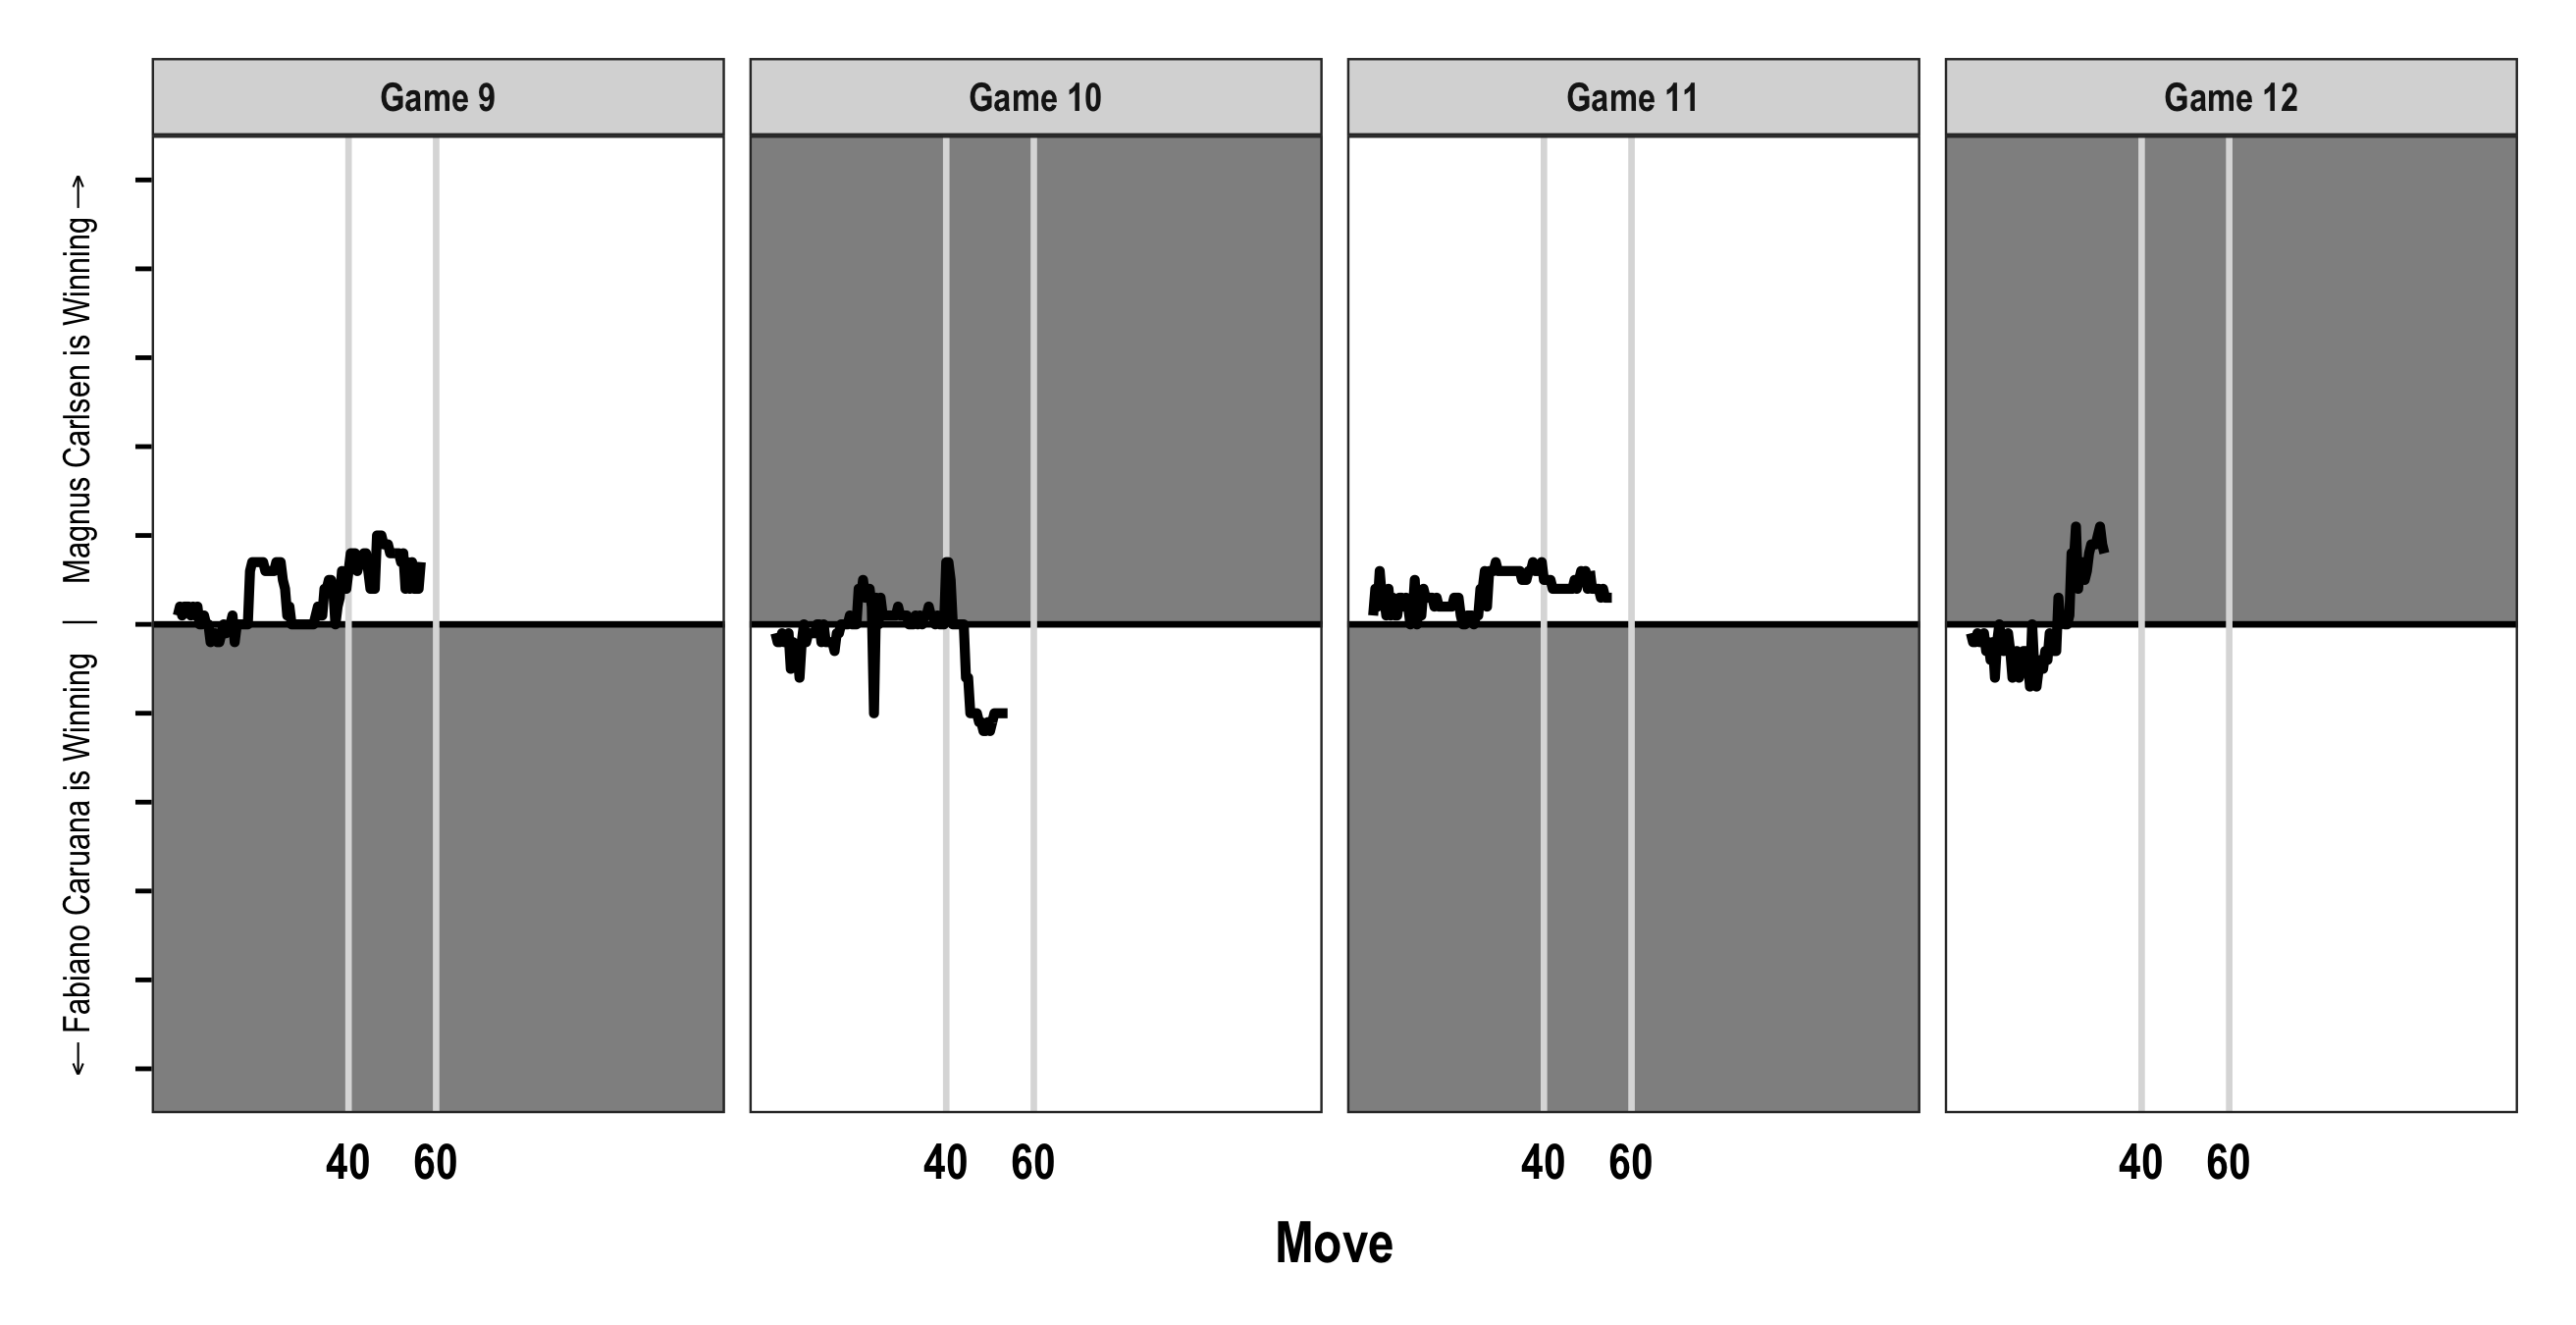 Game 9
Game 10
Game 11
Game 12
← Fabiano Caruana is Winning | Magnus Carlsen is Winning →
40 60
40 60
40 60
40 60
Move